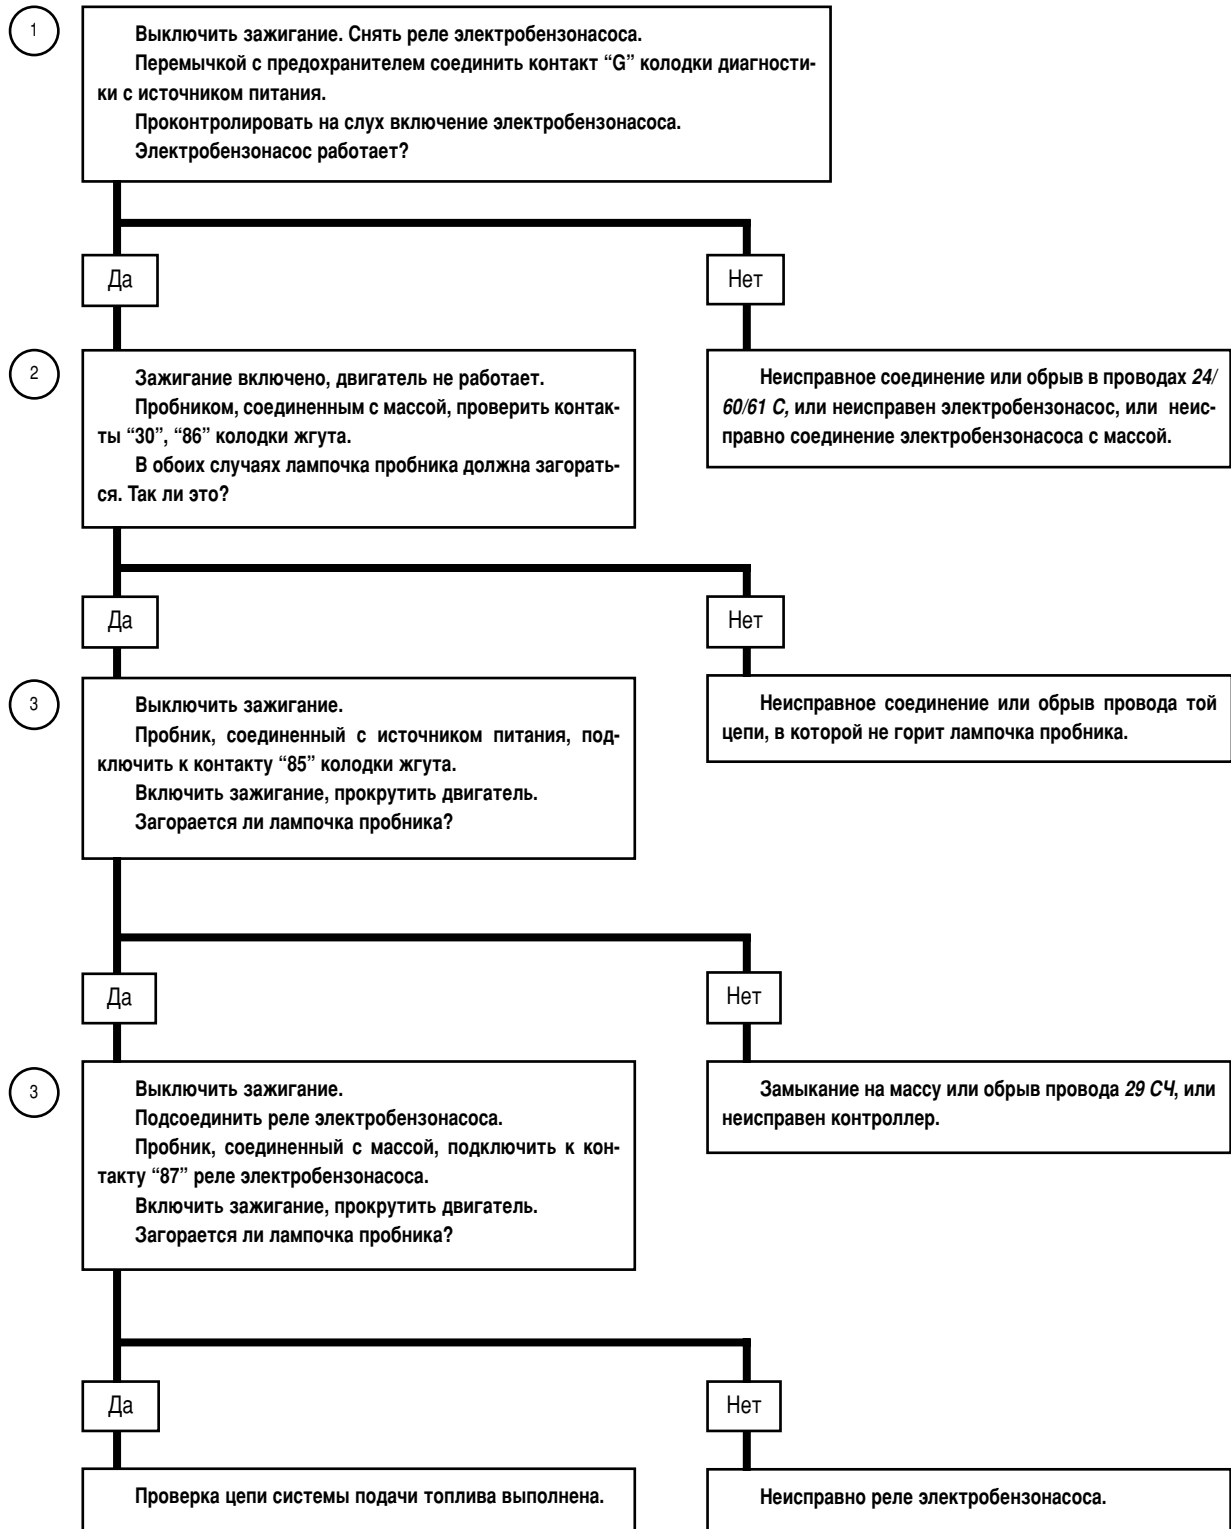 1
Выключить зажигание. Снять реле электробензонасоса.
Перемычкой с предохранителем соединить контакт “G” колодки диагности-
ки с источником питания.
Проконтролировать на слух включение электробензонасоса.
Электробензонасос работает?
Да
Нет
2
Зажигание включено, двигатель не работает.
Пробником, соединенным с массой, проверить контак-
ты “30”, “86” колодки жгута.
В обоих случаях лампочка пробника должна загорать-
ся. Так ли это?
Неисправное соединение или обрыв в проводах 24/
60/61 С, или неисправен электробензонасос, или неис-
правно соединение электробензонасоса с массой.
Да
Нет
3
Выключить зажигание.
Пробник, соединенный с источником питания, под-
ключить к контакту “85” колодки жгута.
Включить зажигание, прокрутить двигатель.
Загорается ли лампочка пробника?
Неисправное соединение или обрыв провода той
цепи, в которой не горит лампочка пробника.
Да
Нет
3
Выключить зажигание.
Подсоединить реле электробензонасоса.
Пробник, соединенный с массой, подключить к кон-
такту “87” реле электробензонасоса.
Включить зажигание, прокрутить двигатель.
Загорается ли лампочка пробника?
Замыкание на массу или обрыв провода 29 СЧ, или
неисправен контроллер.
Да
Нет
Проверка цепи системы подачи топлива выполнена.
Неисправно реле электробензонасоса.